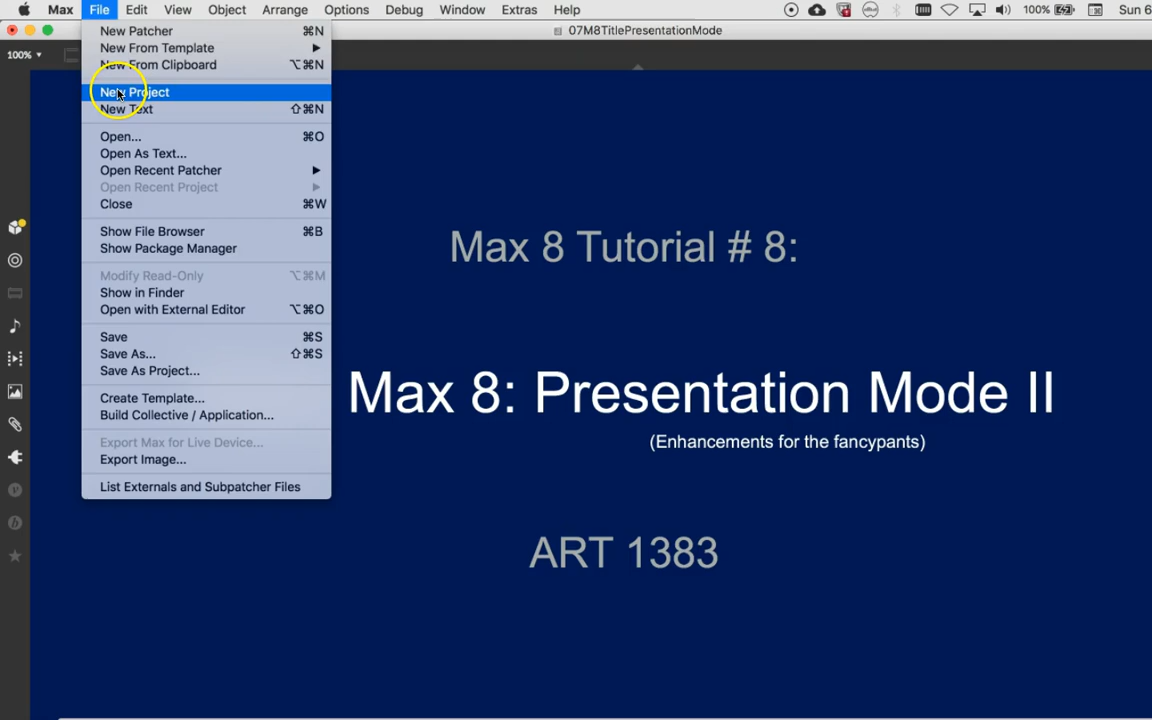 Max File Edit View Object Arrange Options Debug Window Extras Help 100% Sun 6
07M8TitlePresentationMode
100%
New Patcher ⌘N
New From Template
New From Clipboard ⌥⌘N
New Project
New Text ⇧⌘N
Open... ⌘O
Open As Text...
Open Recent Patcher
Open Recent Project
Close ⌘W
Show File Browser ⌘B
Show Package Manager
Modify Read-Only ⌥⌘M
Show in Finder
Open with External Editor ⌥⌘O
Save ⌘S
Save As... ⇧⌘S
Save As Project...
Create Template...
Build Collective / Application...
Export Max for Live Device...
Export Image...
List Externals and Subpatcher Files
Max 8 Tutorial # 8:
Max 8: Presentation Mode II
(Enhancements for the fancypants)
ART 1383